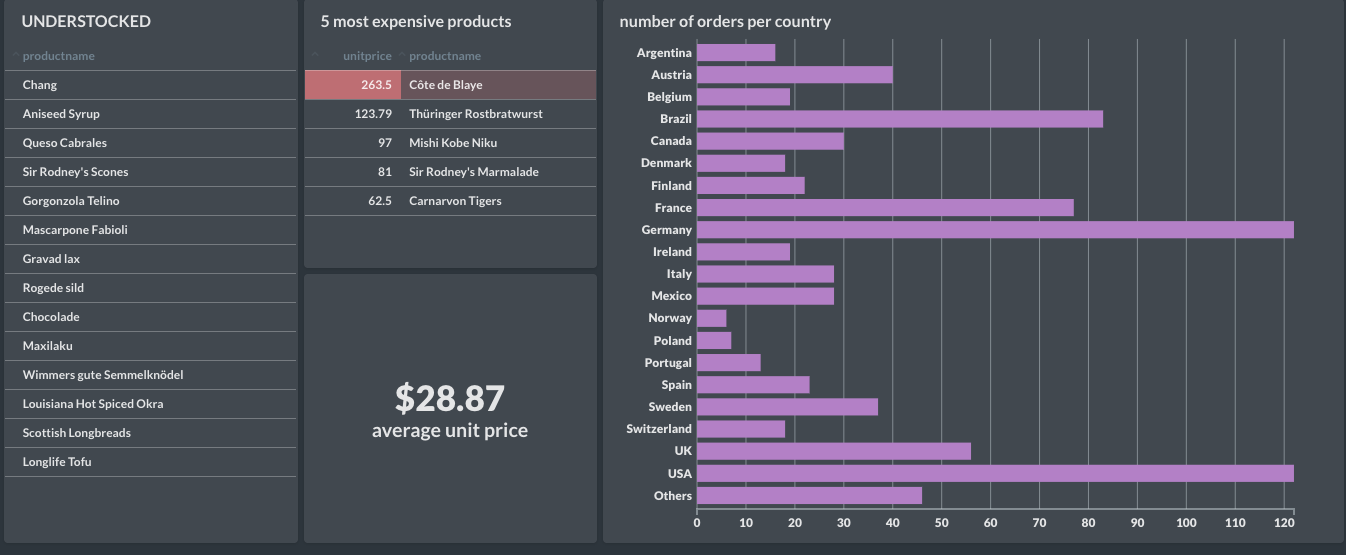 UNDERSTOCKED
productname
Chang
Aniseed Syrup
Queso Cabrales
Sir Rodney's Scones
Gorgonzola Telino
Mascarpone Fabioli
Gravad lax
Rogede sild
Chocolade
Maxilaku
Wimmers gute Semmelknödel
Louisiana Hot Spiced Okra
Scottish Longbreads
Longlife Tofu
5 most expensive products
unitprice productname
263.5 Côte de Blaye
123.79 Thüringer Rostbratwurst
97 Mishi Kobe Niku
81 Sir Rodney's Marmalade
62.5 Carnarvon Tigers
$28.87
average unit price
number of orders per country
Argentina
Austria
Belgium
Brazil
Canada
Denmark
Finland
France
Germany
Ireland
Italy
Mexico
Norway
Poland
Portugal
Spain
Sweden
Switzerland
UK
USA
Others
0 10 20 30 40 50 60 70 80 90 100 110 120